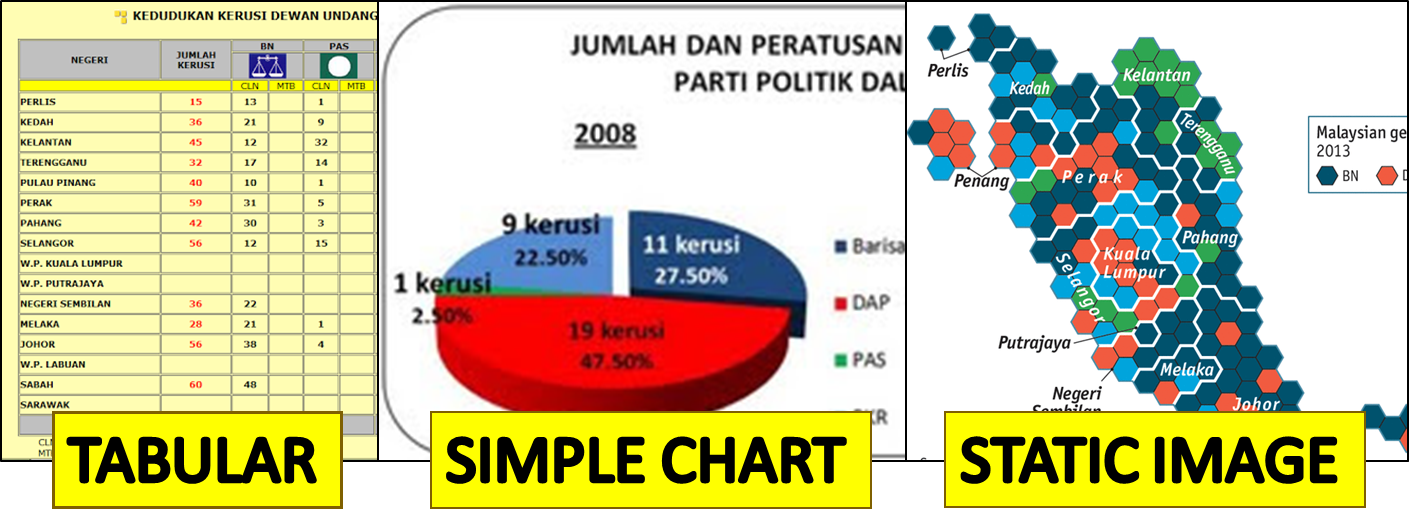 KEDUDUKAN KERUSI DEWAN UNDANG
NEGERI JUMLAH KERUSI BN PAS
CLN MTB CLN MTB
PERLIS 15 13 1
KEDAH 36 21 9
KELANTAN 45 12 32
TERENGGANU 32 17 14
PULAU PINANG 40 10 1
PERAK 59 31 5
PAHANG 42 30 3
SELANGOR 56 12 15
W.P. KUALA LUMPUR
W.P. PUTRAJAYA
NEGERI SEMBILAN 36 22
MELAKA 28 21 1
JOHOR 56 38 4
W.P. LABUAN
SABAH 60 48
SARAWAK
TABULAR
JUMLAH DAN PERATUSAN
PARTI POLITIK DAL
2008
9 kerusi
22.50%
11 kerusi
27.50%
1 kerusi
2.50%
19 kerusi
47.50%
Barisa
DAP
PAS
SIMPLE CHART
Perlis
Kedah
Kelantan
Terengganu
Penang
Perak
Pahang
Kuala
Lumpur
Selangor
Putrajaya
Melaka
Negeri
Sembilan
Johor
Malaysian ge
2013
BN D
STATIC IMAGE